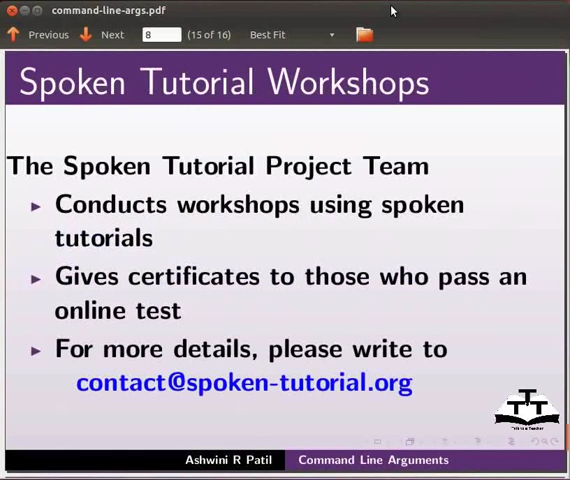 command-line-args.pdf
Previous Next 8 (15 of 16) Best Fit
Spoken Tutorial Workshops
The Spoken Tutorial Project Team
Conducts workshops using spoken
tutorials
Gives certificates to those who pass an
online test
For more details, please write to
contact@spoken-tutorial.org
Ashwini R Patil Command Line Arguments